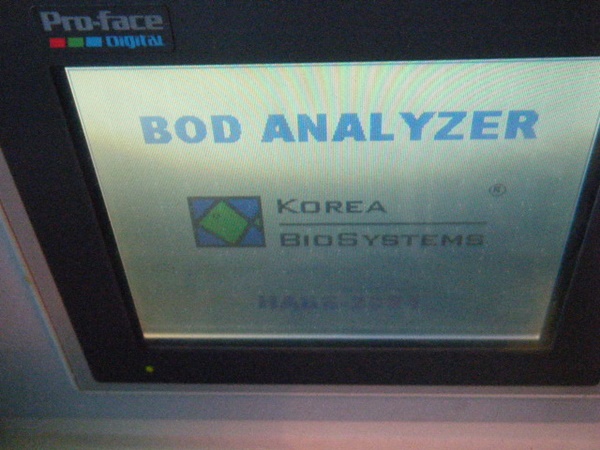 Pro-face
Digital
BOD ANALYZER
®
KOREA
BIOSYSTEMS